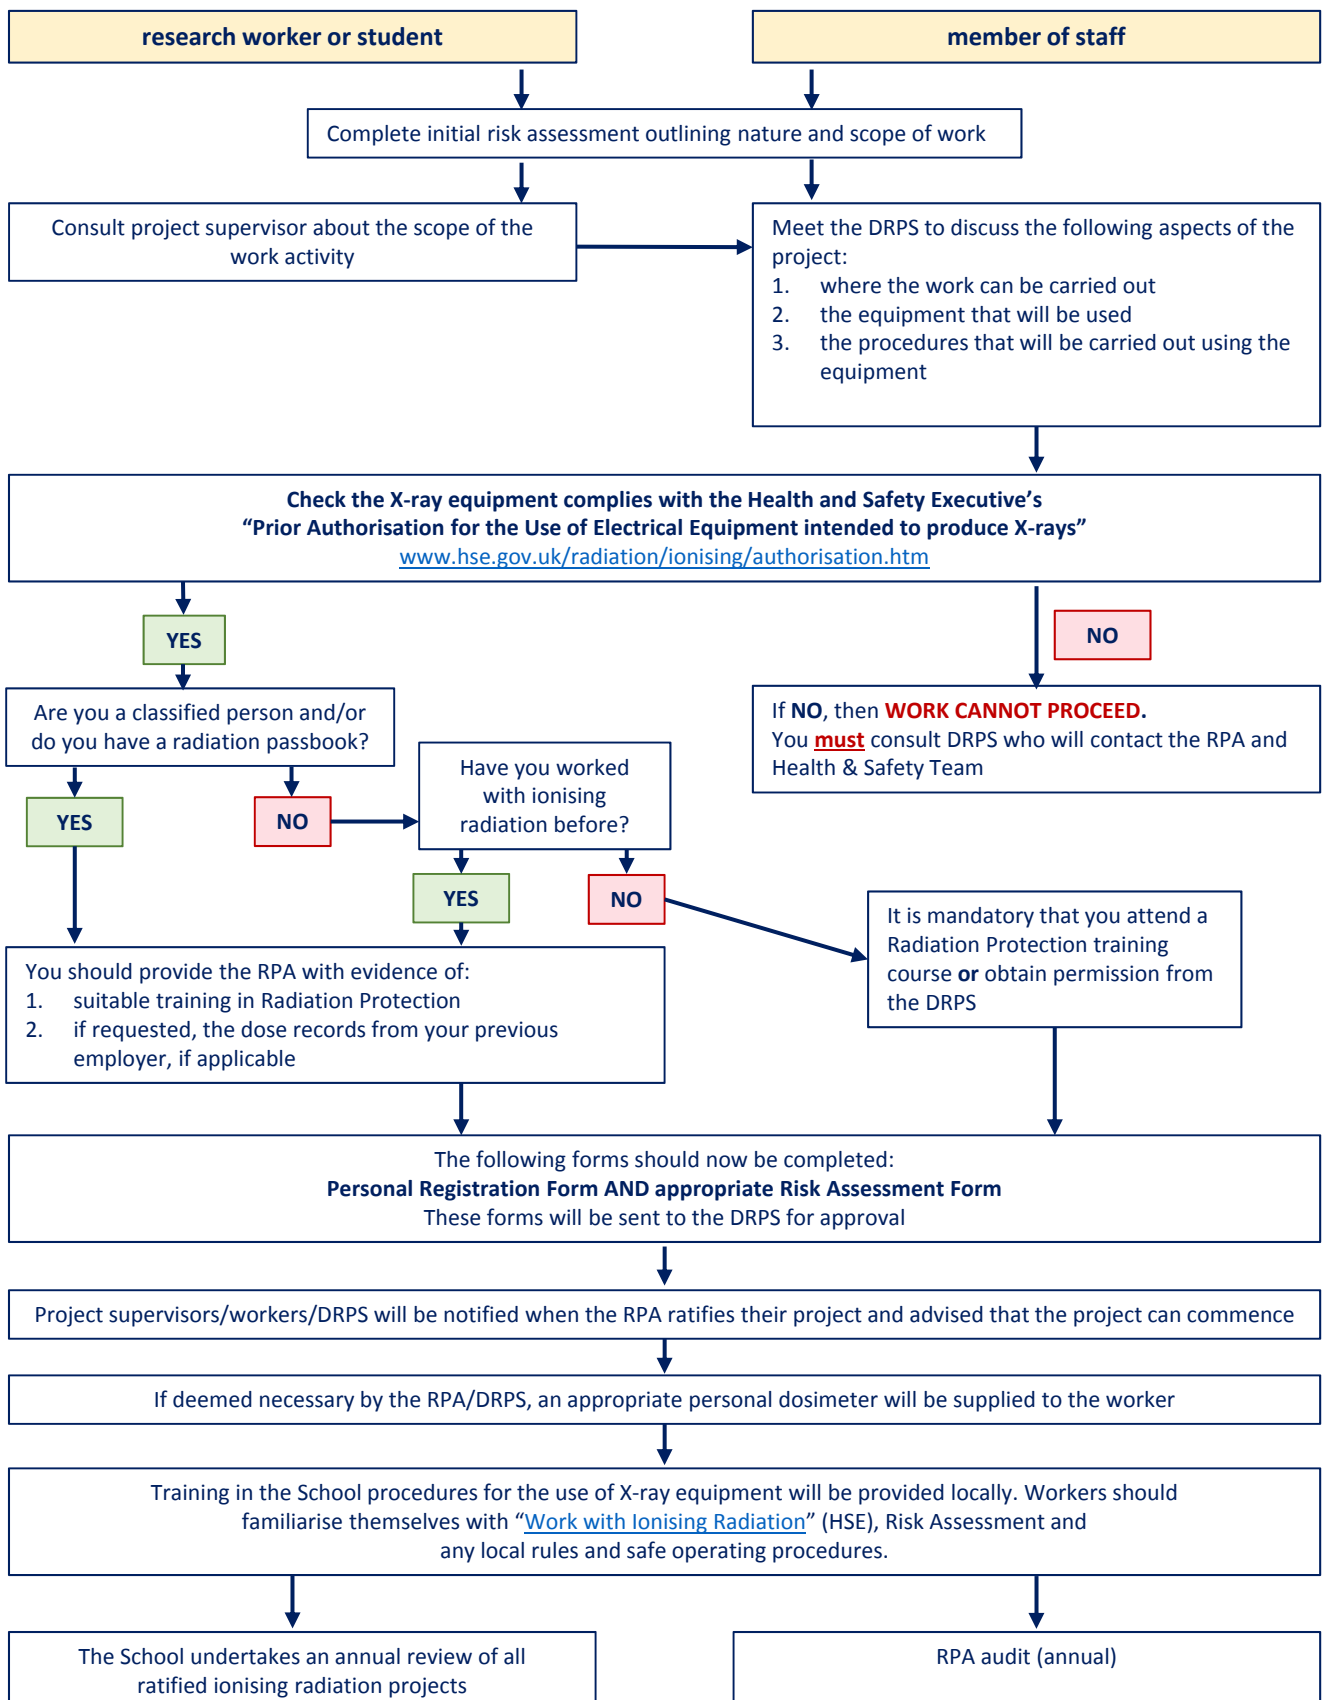 research worker or student
member of staff
Complete initial risk assessment outlining nature and scope of work
Consult project supervisor about the scope of the
work activity
Meet the DRPS to discuss the following aspects of the
project:
1. where the work can be carried out
2. the equipment that will be used
3. the procedures that will be carried out using the
equipment
Check the X-ray equipment complies with the Health and Safety Executive’s
“Prior Authorisation for the Use of Electrical Equipment intended to produce X-rays”
www.hse.gov.uk/radiation/ionising/authorisation.htm
YES
NO
Are you a classified person and/or
do you have a radiation passbook?
If NO, then WORK CANNOT PROCEED.
You must consult DRPS who will contact the RPA and
Health & Safety Team
YES
NO
Have you worked
with ionising
radiation before?
YES
NO
It is mandatory that you attend a
Radiation Protection training
course or obtain permission from
the DRPS
You should provide the RPA with evidence of:
1. suitable training in Radiation Protection
2. if requested, the dose records from your previous
employer, if applicable
The following forms should now be completed:
Personal Registration Form AND appropriate Risk Assessment Form
These forms will be sent to the DRPS for approval
Project supervisors/workers/DRPS will be notified when the RPA ratifies their project and advised that the project can commence
If deemed necessary by the RPA/DRPS, an appropriate personal dosimeter will be supplied to the worker
Training in the School procedures for the use of X-ray equipment will be provided locally. Workers should
familiarise themselves with “Work with Ionising Radiation” (HSE), Risk Assessment and
any local rules and safe operating procedures.
The School undertakes an annual review of all
ratified ionising radiation projects
RPA audit (annual)